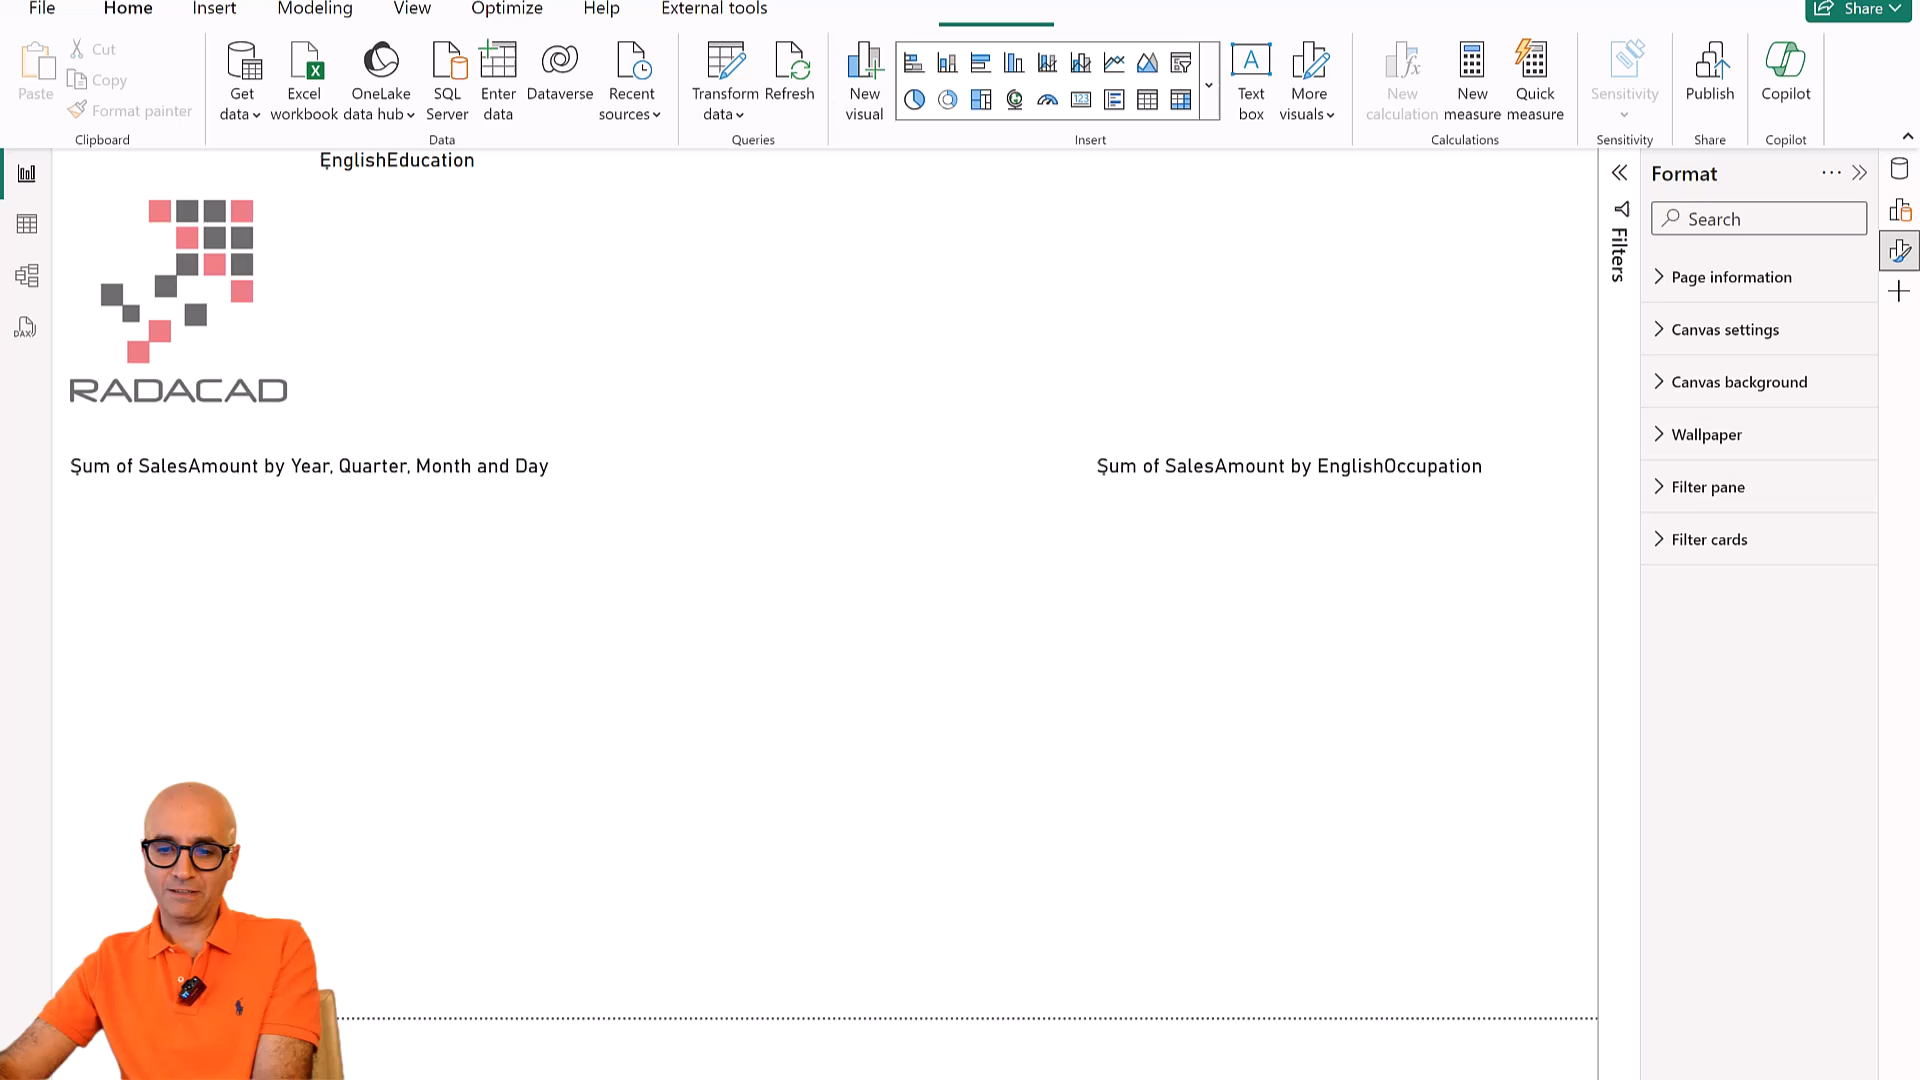 File Home Insert Modeling View Optimize Help External tools Share
Paste
Cut
Copy
Format painter
Clipboard
Get data
Excel workbook
OneLake data hub
SQL Server
Enter data
Dataverse
Recent sources
Data
Transform data
Refresh
Queries
New visual
123
A
Text box
More visuals
Insert
fx
New calculation
New measure
Quick measure
Calculations
Sensitivity
Sensitivity
Publish
Share
Copilot
Copilot
EnglishEducation
RADACAD
Sum of SalesAmount by Year, Quarter, Month and Day
Sum of SalesAmount by EnglishOccupation
DAX
Filters
Format
Search
Page information
Canvas settings
Canvas background
Wallpaper
Filter pane
Filter cards